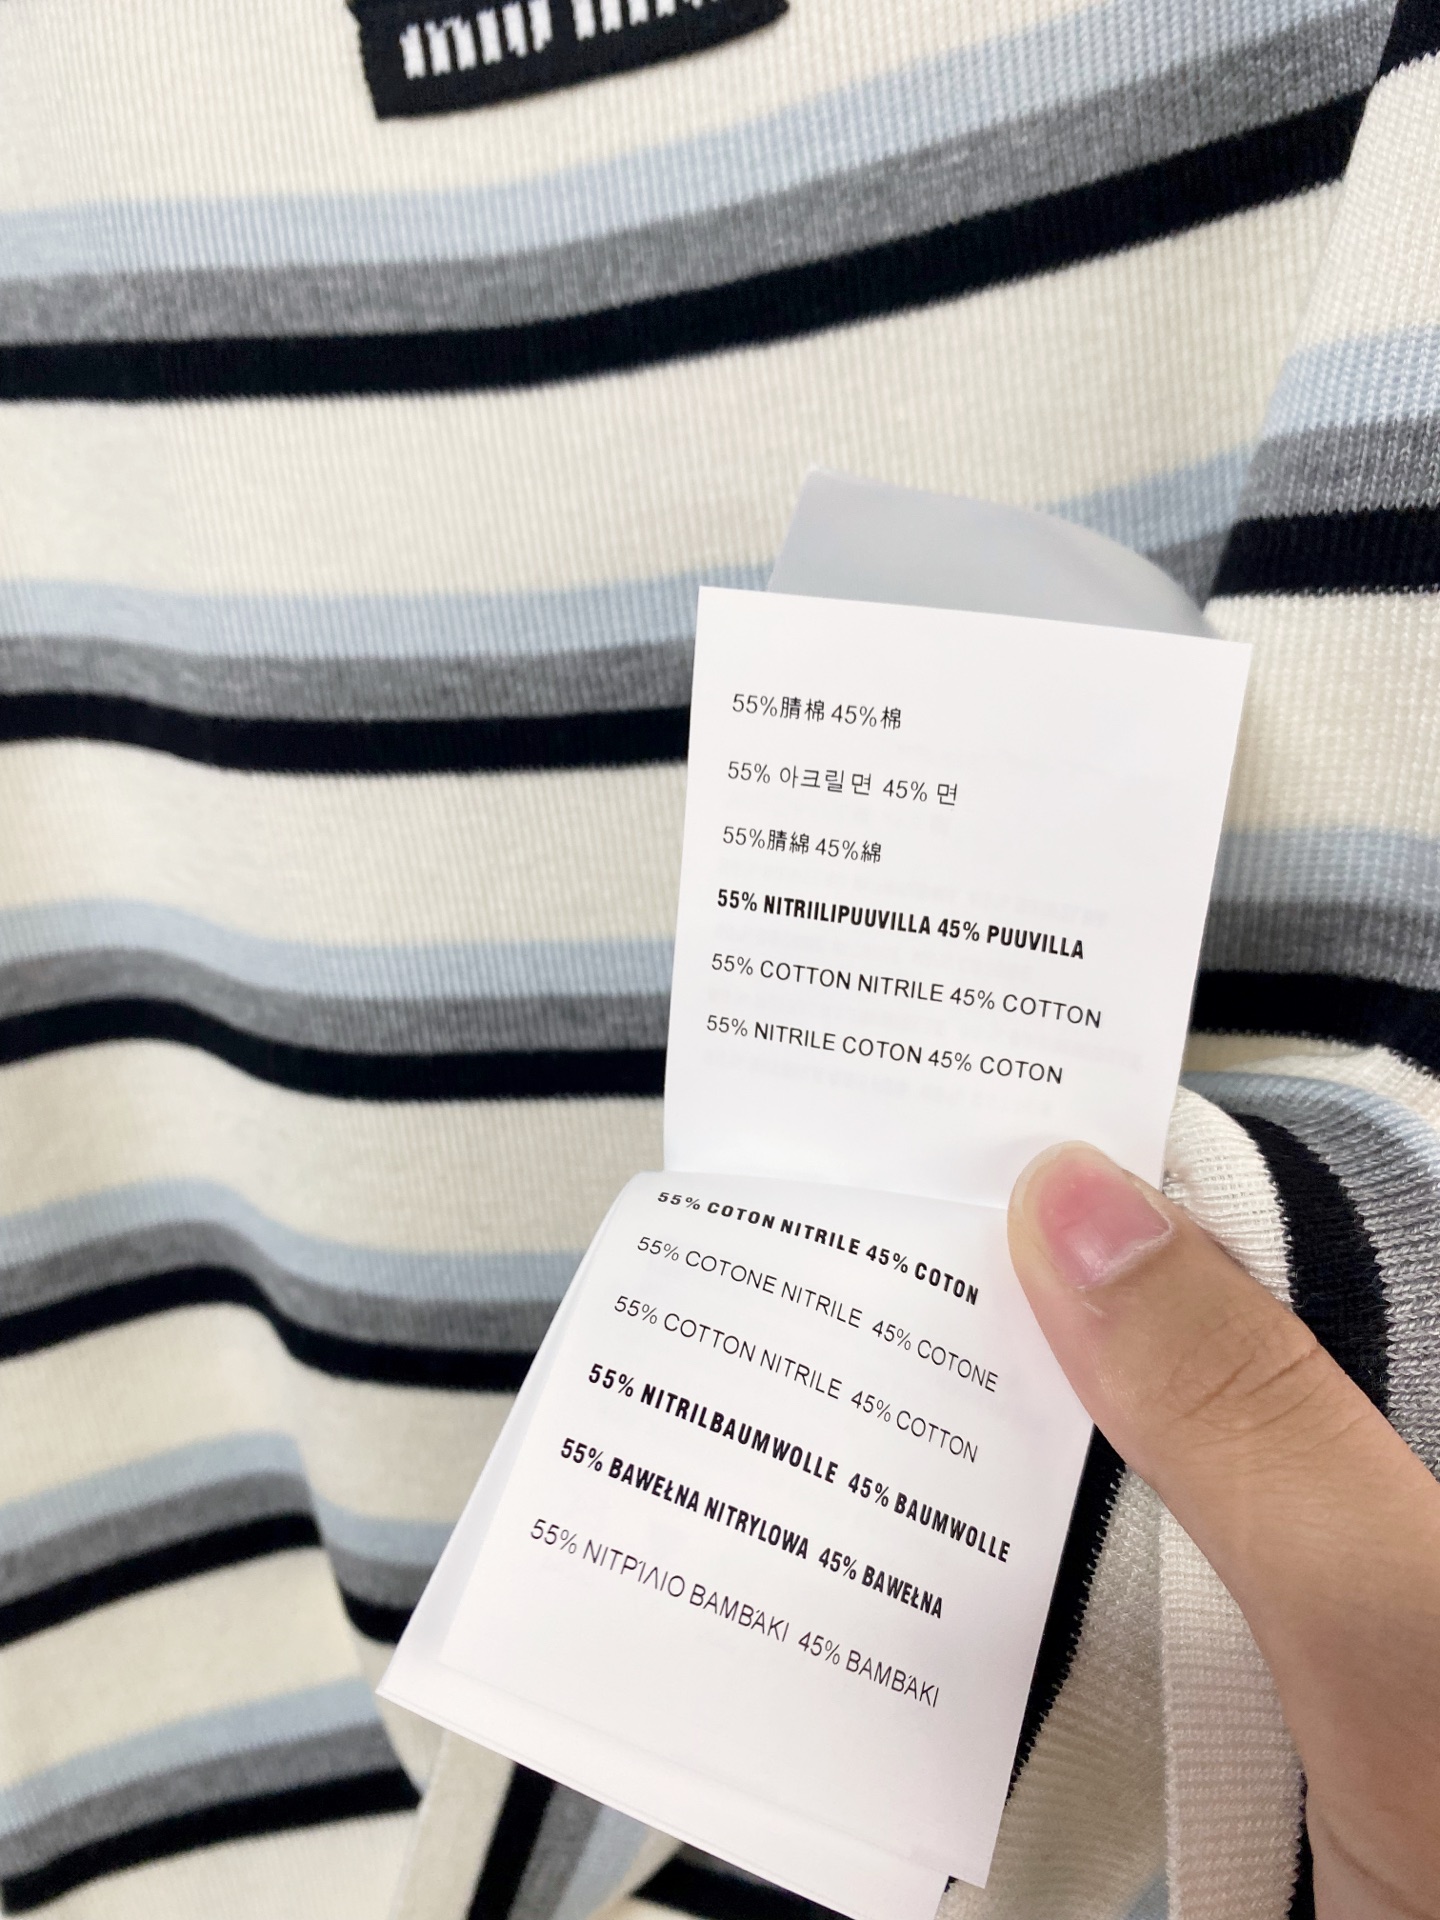 miu miu
55%腈棉 45%棉
55% 아크릴면 45% 면
55%腈綿 45%綿
55% NITRIILIPUUVILLA 45% PUUVILLA
55% COTTON NITRILE 45% COTTON
55% NITRILE COTON 45% COTON
55% COTON NITRILE 45% COTON
55% COTONE NITRILE 45% COTONE
55% COTTON NITRILE 45% COTTON
55% NITRILBAUMWOLLE 45% BAUMWOLLE
55% BAWEŁNA NITRYLOWA 45% BAWEŁNA
55% ΝΙΤΡΊΛΙΟ ΒΑΜΒΆΚΙ 45% ΒΑΜΒΆΚΙ